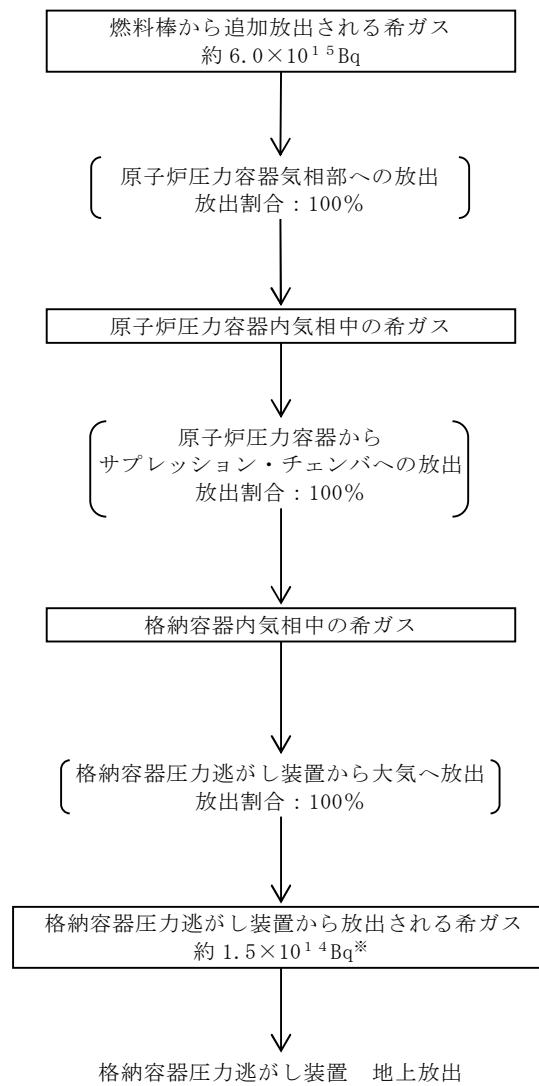 燃料棒から追加放出される希ガス
約 6.0×10¹⁵Bq
原子炉圧力容器気相部への放出
放出割合：100%
原子炉圧力容器内気相中の希ガス
原子炉圧力容器から
サプレッション・チェンバへの放出
放出割合：100%
格納容器内気相中の希ガス
格納容器圧力逃がし装置から大気へ放出
放出割合：100%
格納容器圧力逃がし装置から放出される希ガス
約 1.5×10¹⁴Bq※
格納容器圧力逃がし装置　地上放出